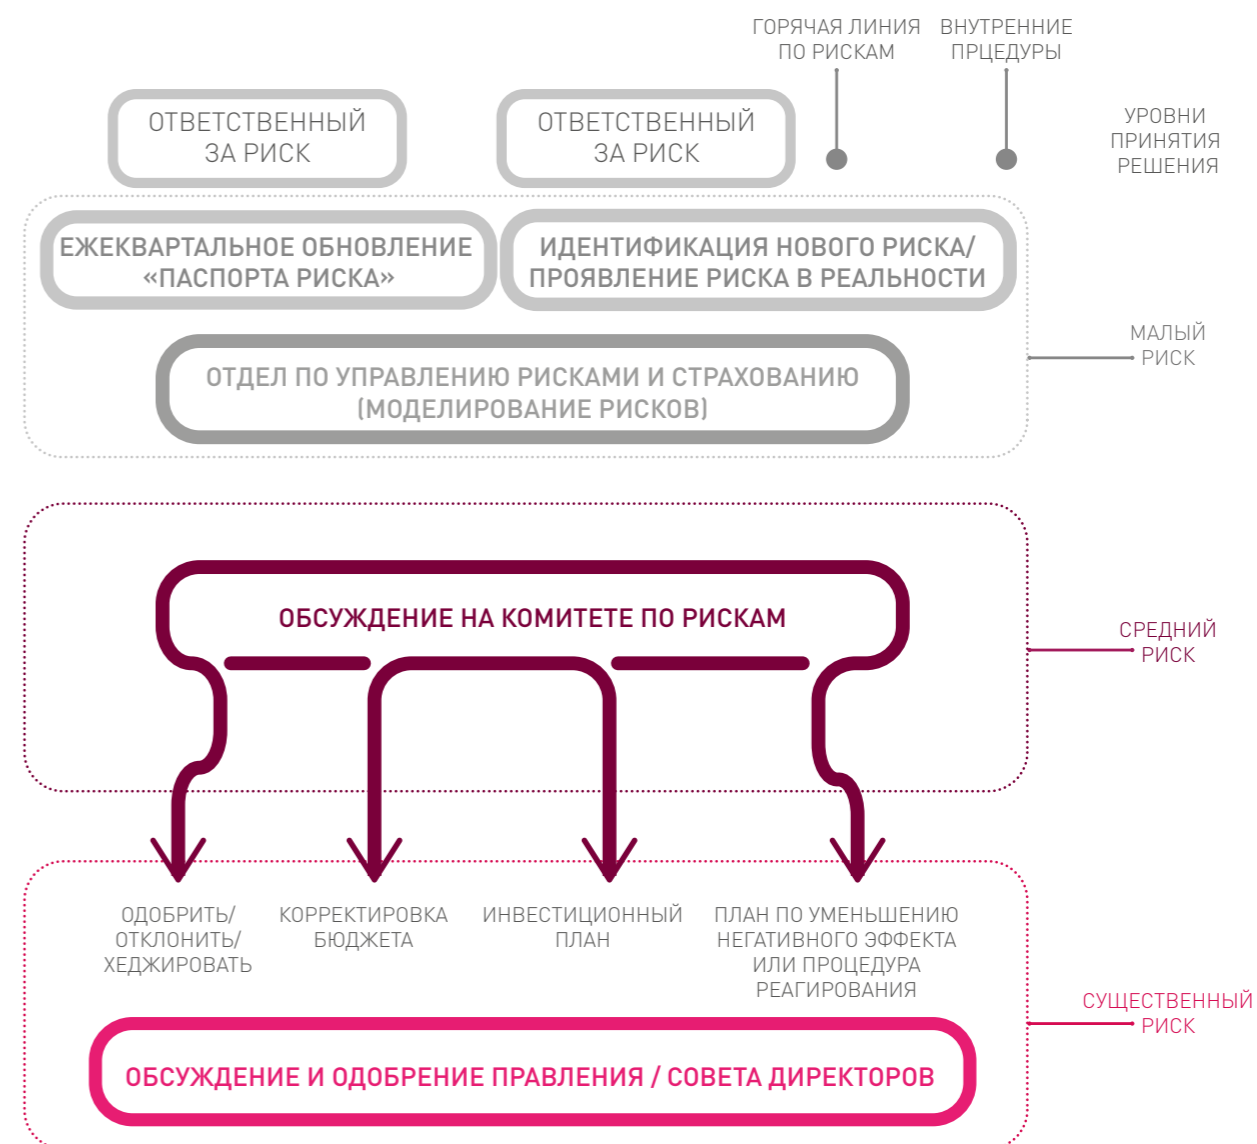 ГОРЯЧАЯ ЛИНИЯ
ПО РИСКАМ
ВНУТРЕННИЕ
ПРЦЕДУРЫ
УРОВНИ
ПРИНЯТИЯ
РЕШЕНИЯ
ОТВЕТСТВЕННЫЙ
ЗА РИСК
ОТВЕТСТВЕННЫЙ
ЗА РИСК
ЕЖЕКВАРТАЛЬНОЕ ОБНОВЛЕНИЕ
«ПАСПОРТА РИСКА»
ИДЕНТИФИКАЦИЯ НОВОГО РИСКА/
ПРОЯВЛЕНИЕ РИСКА В РЕАЛЬНОСТИ
МАЛЫЙ
РИСК
ОТДЕЛ ПО УПРАВЛЕНИЮ РИСКАМИ И СТРАХОВАНИЮ
(МОДЕЛИРОВАНИЕ РИСКОВ)
ОБСУЖДЕНИЕ НА КОМИТЕТЕ ПО РИСКАМ
СРЕДНИЙ
РИСК
ОДОБРИТЬ/
ОТКЛОНИТЬ/
ХЕДЖИРОВАТЬ
КОРРЕКТИРОВКА
БЮДЖЕТА
ИНВЕСТИЦИОННЫЙ
ПЛАН
ПЛАН ПО УМЕНЬШЕНИЮ
НЕГАТИВНОГО ЭФФЕКТА
ИЛИ ПРОЦЕДУРА
РЕАГИРОВАНИЯ
СУЩЕСТВЕННЫЙ
РИСК
ОБСУЖДЕНИЕ И ОДОБРЕНИЕ ПРАВЛЕНИЯ / СОВЕТА ДИРЕКТОРОВ